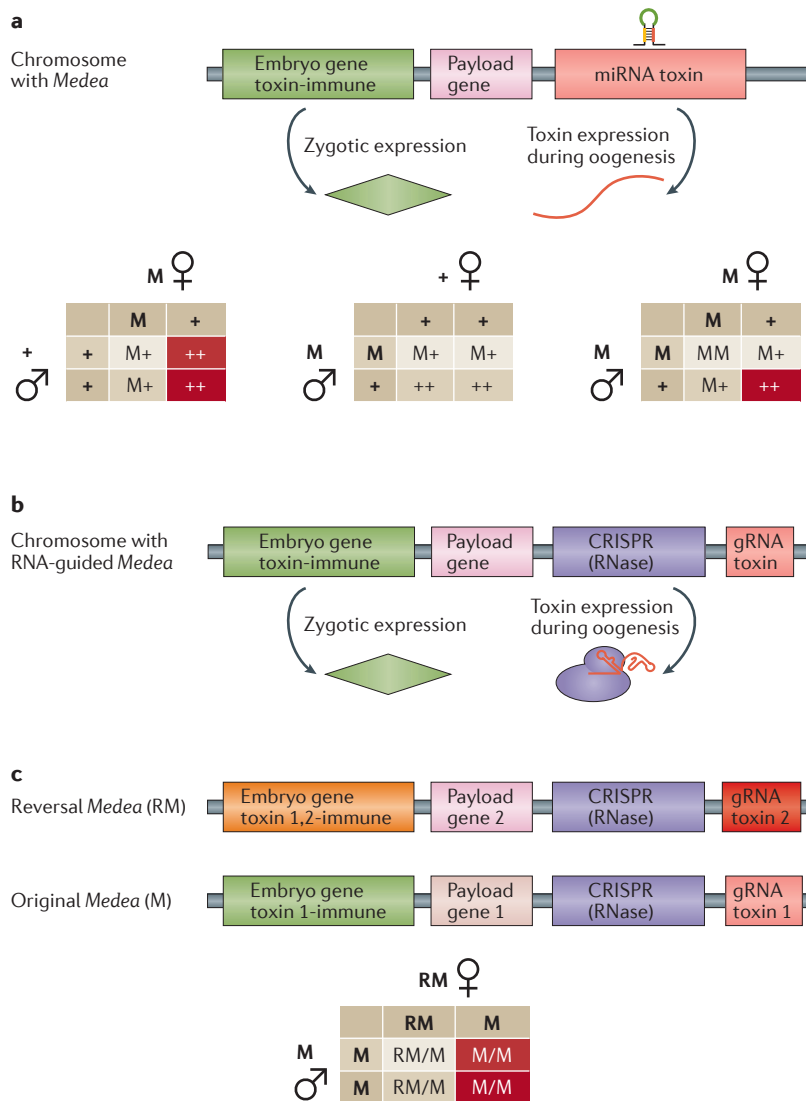 a
Chromosome
with Medea
Embryo gene
toxin-immune
Payload
gene
miRNA toxin
Zygotic expression
Toxin expression
during oogenesis
M ♀
M +
+ ♂
+ M+ ++
+ M+ ++
+ ♀
+ +
M ♂
M M+ M+
+ ++ ++
M ♀
M +
M ♂
M MM M+
+ M+ ++
b
Chromosome with
RNA-guided Medea
Embryo gene
toxin-immune
Payload
gene
CRISPR
(RNase)
gRNA
toxin
Zygotic expression
Toxin expression
during oogenesis
c
Reversal Medea (RM)
Embryo gene
toxin 1,2-immune
Payload
gene 2
CRISPR
(RNase)
gRNA
toxin 2
Original Medea (M)
Embryo gene
toxin 1-immune
Payload
gene 1
CRISPR
(RNase)
gRNA
toxin 1
RM ♀
RM M
M ♂
M RM/M M/M
M RM/M M/M